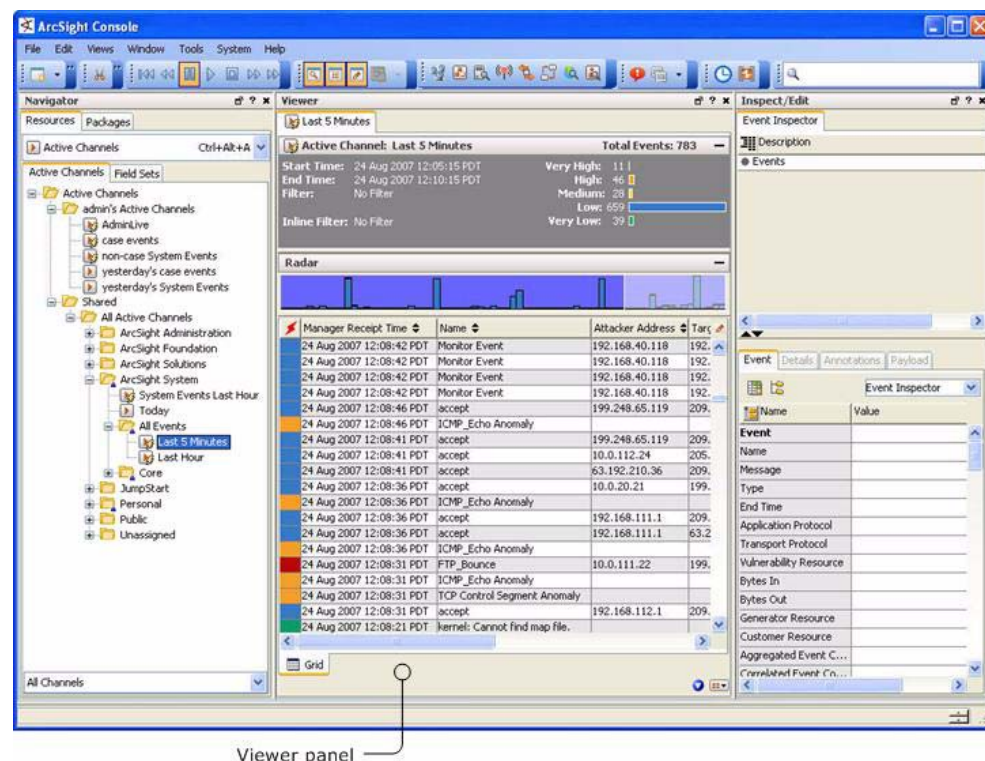 ArcSight Console
File Edit Views Window Tools System Help
Navigator
Resources Packages
Active Channels Ctrl+Alt+A
Active Channels Field Sets
Active Channels
admin's Active Channels
AdminLive
case events
non-case System Events
yesterday's case events
yesterday's System Events
Shared
All Active Channels
ArcSight Administration
ArcSight Foundation
ArcSight Solutions
ArcSight System
System Events Last Hour
Today
All Events
Last 5 Minutes
Last Hour
Core
JumpStart
Personal
Public
Unassigned
All Channels
Viewer
Last 5 Minutes
Active Channel: Last 5 Minutes Total Events: 783
Start Time: 24 Aug 2007 12:05:15 PDT Very High: 11
End Time: 24 Aug 2007 12:10:15 PDT High: 46
Filter: No Filter Medium: 28
Low: 659
Inline Filter: No Filter Very Low: 39
Radar
Manager Receipt Time Name Attacker Address Targ
24 Aug 2007 12:08:42 PDT Monitor Event 192.168.40.118 192.
24 Aug 2007 12:08:42 PDT Monitor Event 192.168.40.118 192.
24 Aug 2007 12:08:42 PDT Monitor Event 192.168.40.118 192.
24 Aug 2007 12:08:42 PDT Monitor Event 192.168.40.118 192.
24 Aug 2007 12:08:46 PDT accept 199.248.65.119 209.
24 Aug 2007 12:08:46 PDT ICMP_Echo Anomaly
24 Aug 2007 12:08:41 PDT accept 199.248.65.119 209.
24 Aug 2007 12:08:41 PDT accept 10.0.112.24 205.
24 Aug 2007 12:08:41 PDT accept 63.192.210.36 209.
24 Aug 2007 12:08:36 PDT accept 10.0.20.21 199.
24 Aug 2007 12:08:36 PDT ICMP_Echo Anomaly
24 Aug 2007 12:08:36 PDT accept 192.168.111.1 209.
24 Aug 2007 12:08:36 PDT accept 192.168.111.1 63.2
24 Aug 2007 12:08:36 PDT ICMP_Echo Anomaly
24 Aug 2007 12:08:31 PDT FTP_Bounce 10.0.111.22 199.
24 Aug 2007 12:08:31 PDT ICMP_Echo Anomaly
24 Aug 2007 12:08:31 PDT TCP Control Segment Anomaly
24 Aug 2007 12:08:31 PDT accept 192.168.112.1 209.
24 Aug 2007 12:08:21 PDT kernel: Cannot find map file.
Grid
Inspect/Edit
Event Inspector
Description
Events
Event Details Annotations Payload
Event Inspector
Name Value
Event
Name
Message
Type
End Time
Application Protocol
Transport Protocol
Vulnerability Resource
Bytes In
Bytes Out
Generator Resource
Customer Resource
Aggregated Event C...
Correlated Event Co...
Viewer panel